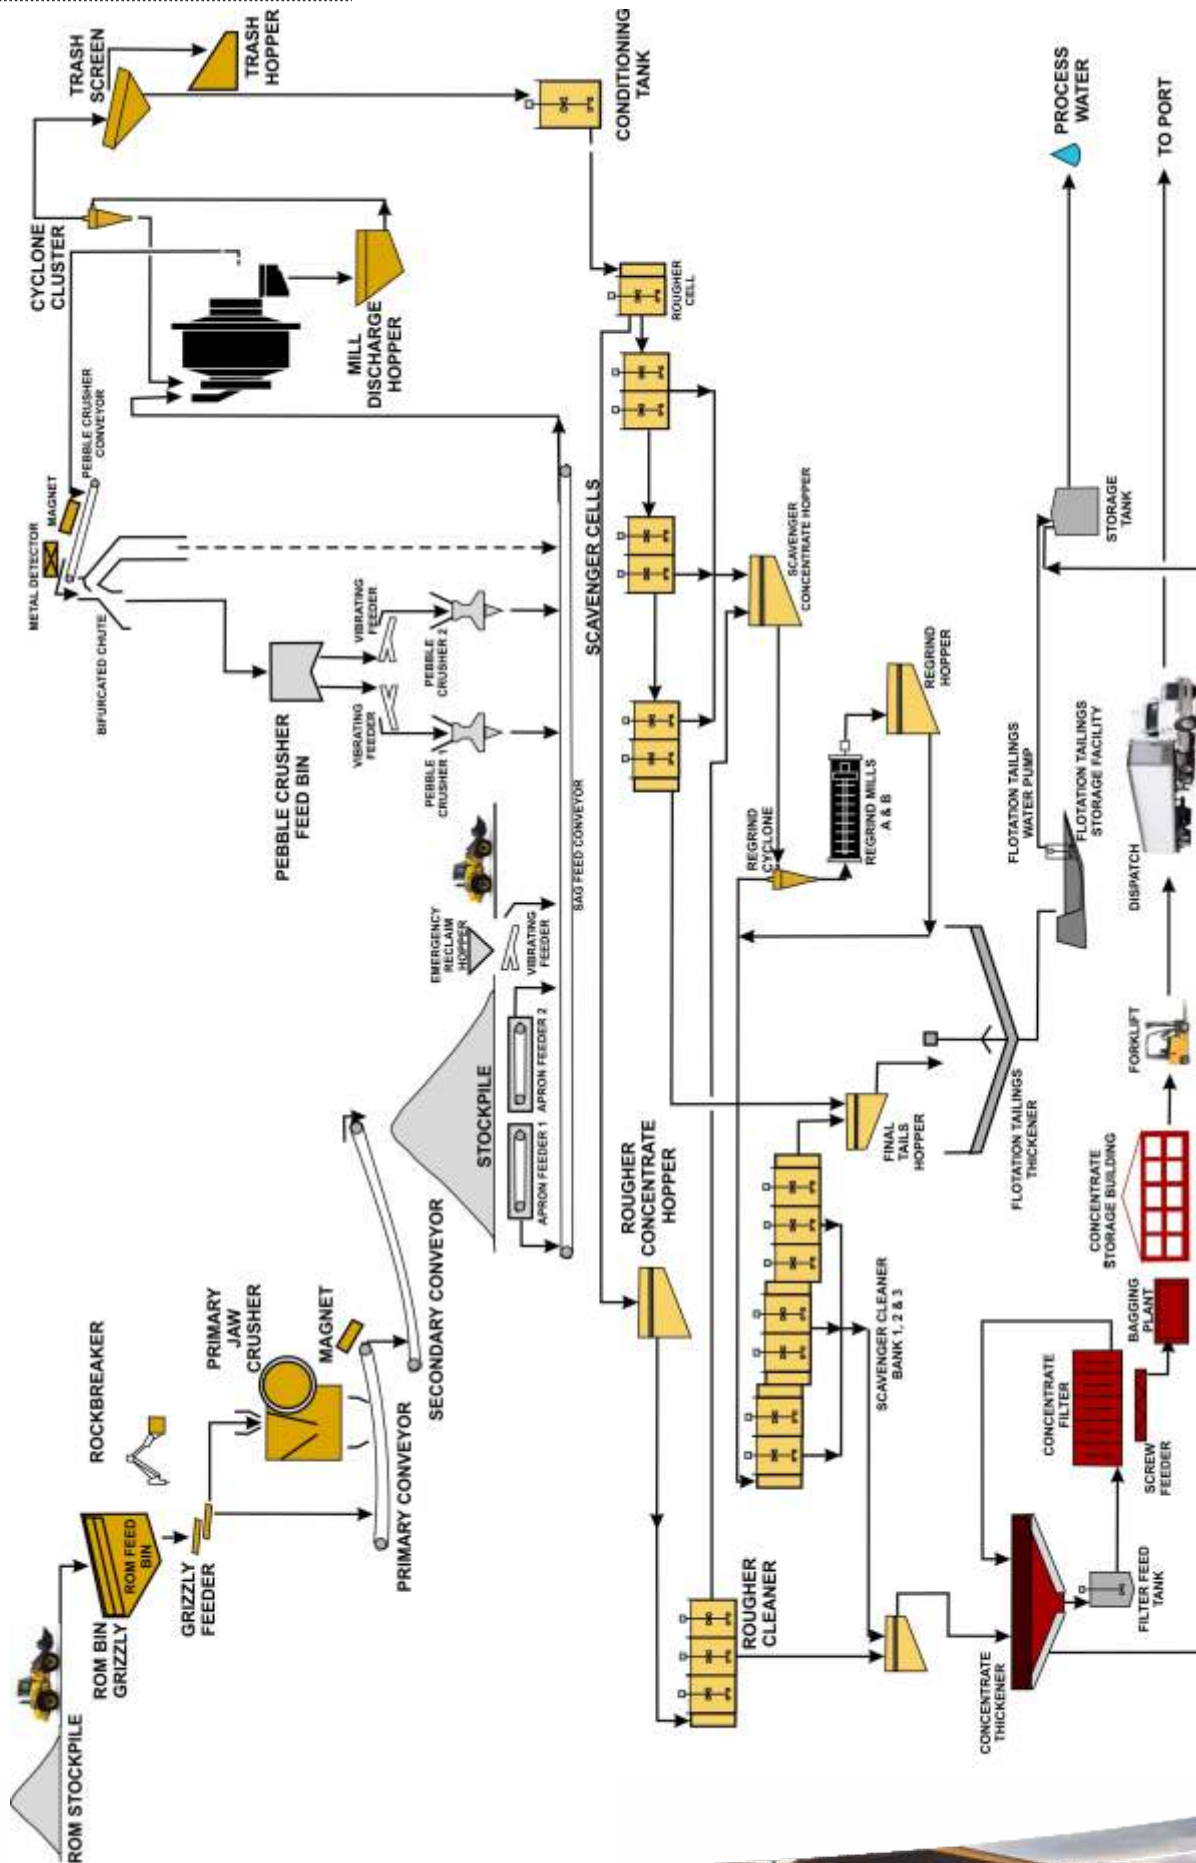 ROM STOCKPILE
ROM BIN
GRIZZLY
ROM FEED
BIN
GRIZZLY
FEEDER
ROCKBREAKER
PRIMARY
JAW
CRUSHER
MAGNET
PRIMARY CONVEYOR
SECONDARY CONVEYOR
STOCKPILE
APRON FEEDER 1
APRON FEEDER 2
EMERGENCY
RECLAIM
HOPPER
VIBRATING
FEEDER
SAG FEED CONVEYOR
METAL DETECTOR
MAGNET
PEBBLE CRUSHER
CONVEYOR
BIFURCATED CHUTE
PEBBLE CRUSHER
FEED BIN
VIBRATING
FEEDER
VIBRATING
FEEDER
PEBBLE
CRUSHER 1
PEBBLE
CRUSHER 2
CYCLONE
CLUSTER
TRASH
SCREEN
TRASH
HOPPER
MILL
DISCHARGE
HOPPER
CONDITIONING
TANK
ROUGHER
CELL
SCAVENGER CELLS
SCAVENGER
CONCENTRATE HOPPER
ROUGHER
CONCENTRATE
HOPPER
REGRIND
CYCLONE
REGRIND MILLS
A & B
REGRIND
HOPPER
ROUGHER
CLEANER
SCAVENGER CLEANER
BANK 1, 2 & 3
FINAL
TAILS
HOPPER
FLOTATION TAILINGS
THICKENER
FLOTATION TAILINGS
WATER PUMP
FLOTATION TAILINGS
STORAGE FACILITY
STORAGE
TANK
PROCESS
WATER
CONCENTRATE
THICKENER
FILTER FEED
TANK
CONCENTRATE
FILTER
SCREW
FEEDER
BAGGING
PLANT
CONCENTRATE
STORAGE BUILDING
FORKLIFT
DISPATCH
TO PORT